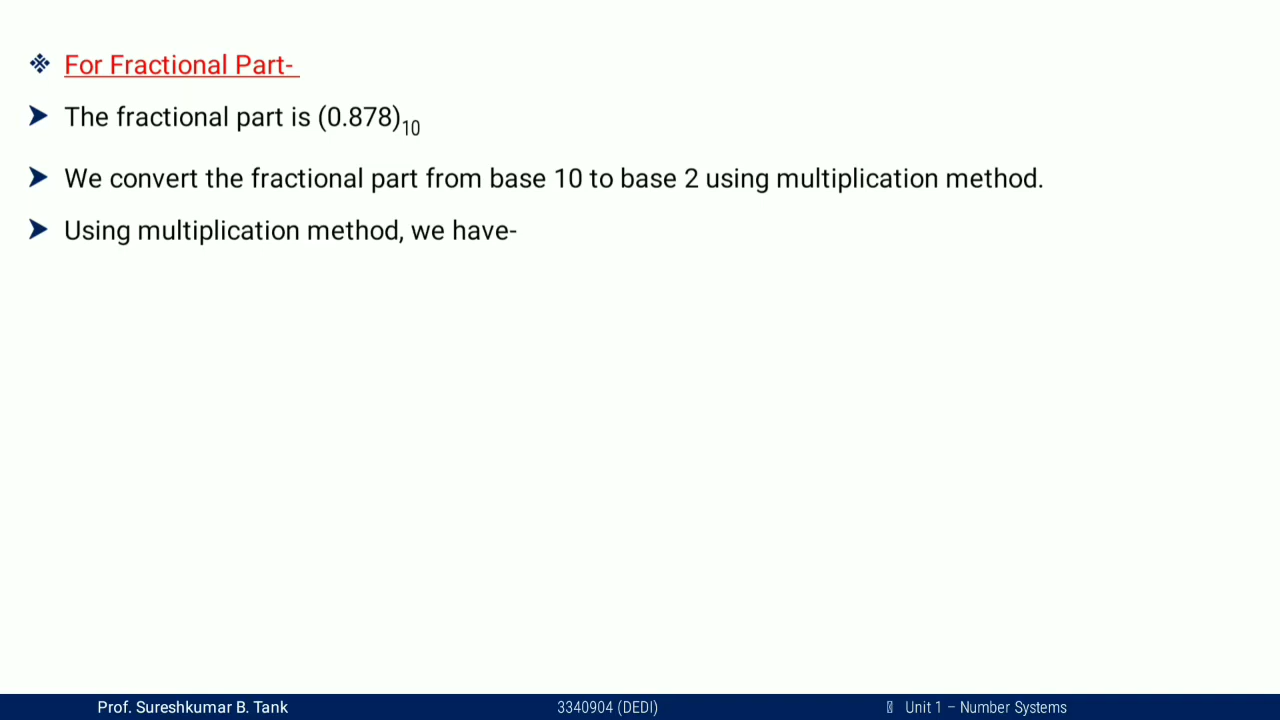 For Fractional Part-
The fractional part is (0.878)10
We convert the fractional part from base 10 to base 2 using multiplication method.
Using multiplication method, we have-
Prof. Sureshkumar B. Tank 3340904 (DEDI) Unit 1 – Number Systems